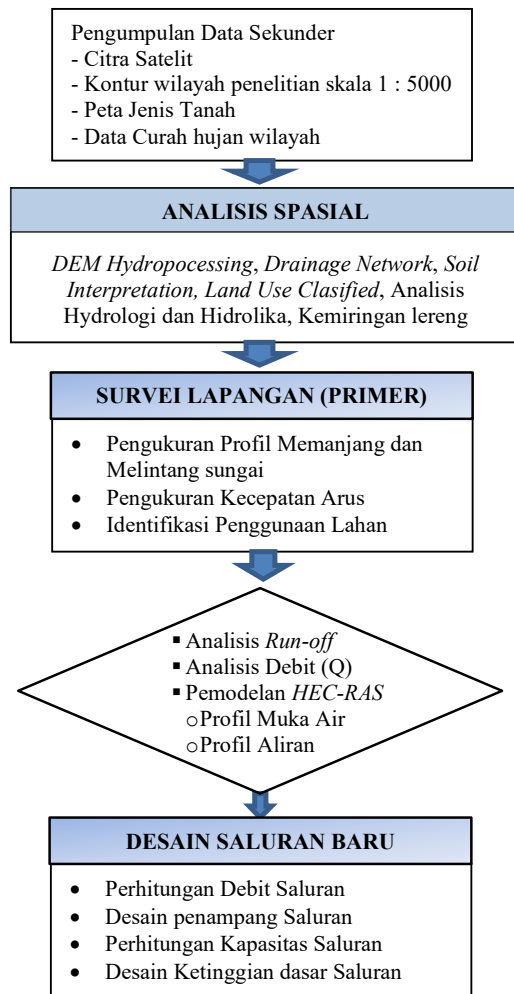 Pengumpulan Data Sekunder
- Citra Satelit
- Kontur wilayah penelitian skala 1 : 5000
- Peta Jenis Tanah
- Data Curah hujan wilayah
ANALISIS SPASIAL
DEM Hydropocessing, Drainage Network, Soil
Interpretation, Land Use Clasified, Analisis
Hydrologi dan Hidrolika, Kemiringan lereng
SURVEI LAPANGAN (PRIMER)
• Pengukuran Profil Memanjang dan
Melintang sungai
• Pengukuran Kecepatan Arus
• Identifikasi Penggunaan Lahan
▪ Analisis Run-off
▪ Analisis Debit (Q)
▪ Pemodelan HEC-RAS
o Profil Muka Air
o Profil Aliran
DESAIN SALURAN BARU
• Perhitungan Debit Saluran
• Desain penampang Saluran
• Perhitungan Kapasitas Saluran
• Desain Ketinggian dasar Saluran